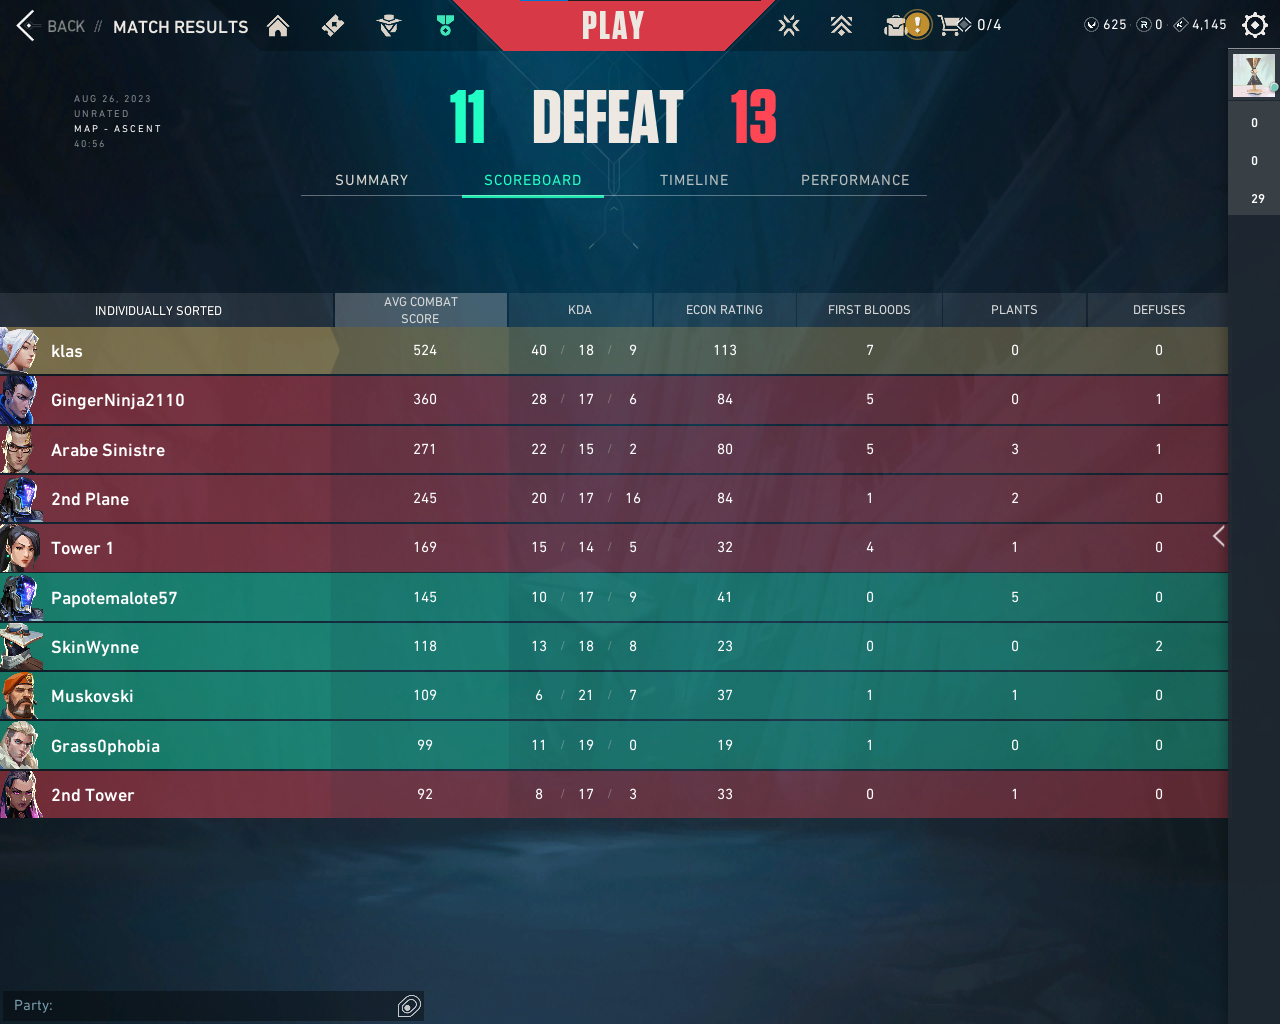 BACK // MATCH RESULTS PLAY 0/4 625 R 0 4,145
AUG 26, 2023
UNRATED
MAP - ASCENT
40:56
11 DEFEAT 13
SUMMARY SCOREBOARD TIMELINE PERFORMANCE
0
0
29
INDIVIDUALLY SORTED AVG COMBAT SCORE KDA ECON RATING FIRST BLOODS PLANTS DEFUSES
klas 524 40 / 18 / 9 113 7 0 0
GingerNinja2110 360 28 / 17 / 6 84 5 0 1
Arabe Sinistre 271 22 / 15 / 2 80 5 3 1
2nd Plane 245 20 / 17 / 16 84 1 2 0
Tower 1 169 15 / 14 / 5 32 4 1 0
Papotemalote57 145 10 / 17 / 9 41 0 5 0
SkinWynne 118 13 / 18 / 8 23 0 0 2
Muskovski 109 6 / 21 / 7 37 1 1 0
Grass0phobia 99 11 / 19 / 0 19 1 0 0
2nd Tower 92 8 / 17 / 3 33 0 1 0
Party: